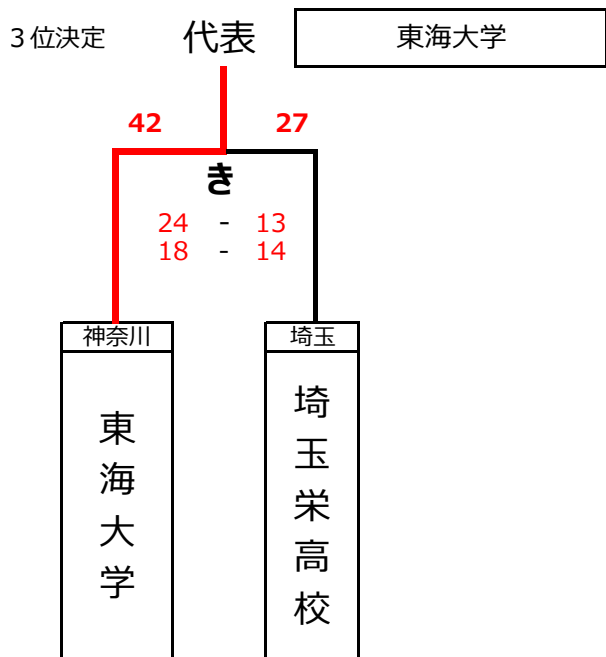 ３位決定 代表 東海大学
42 27
き
24 - 13
18 - 14
神奈川 埼玉
東海大学
埼玉栄高校